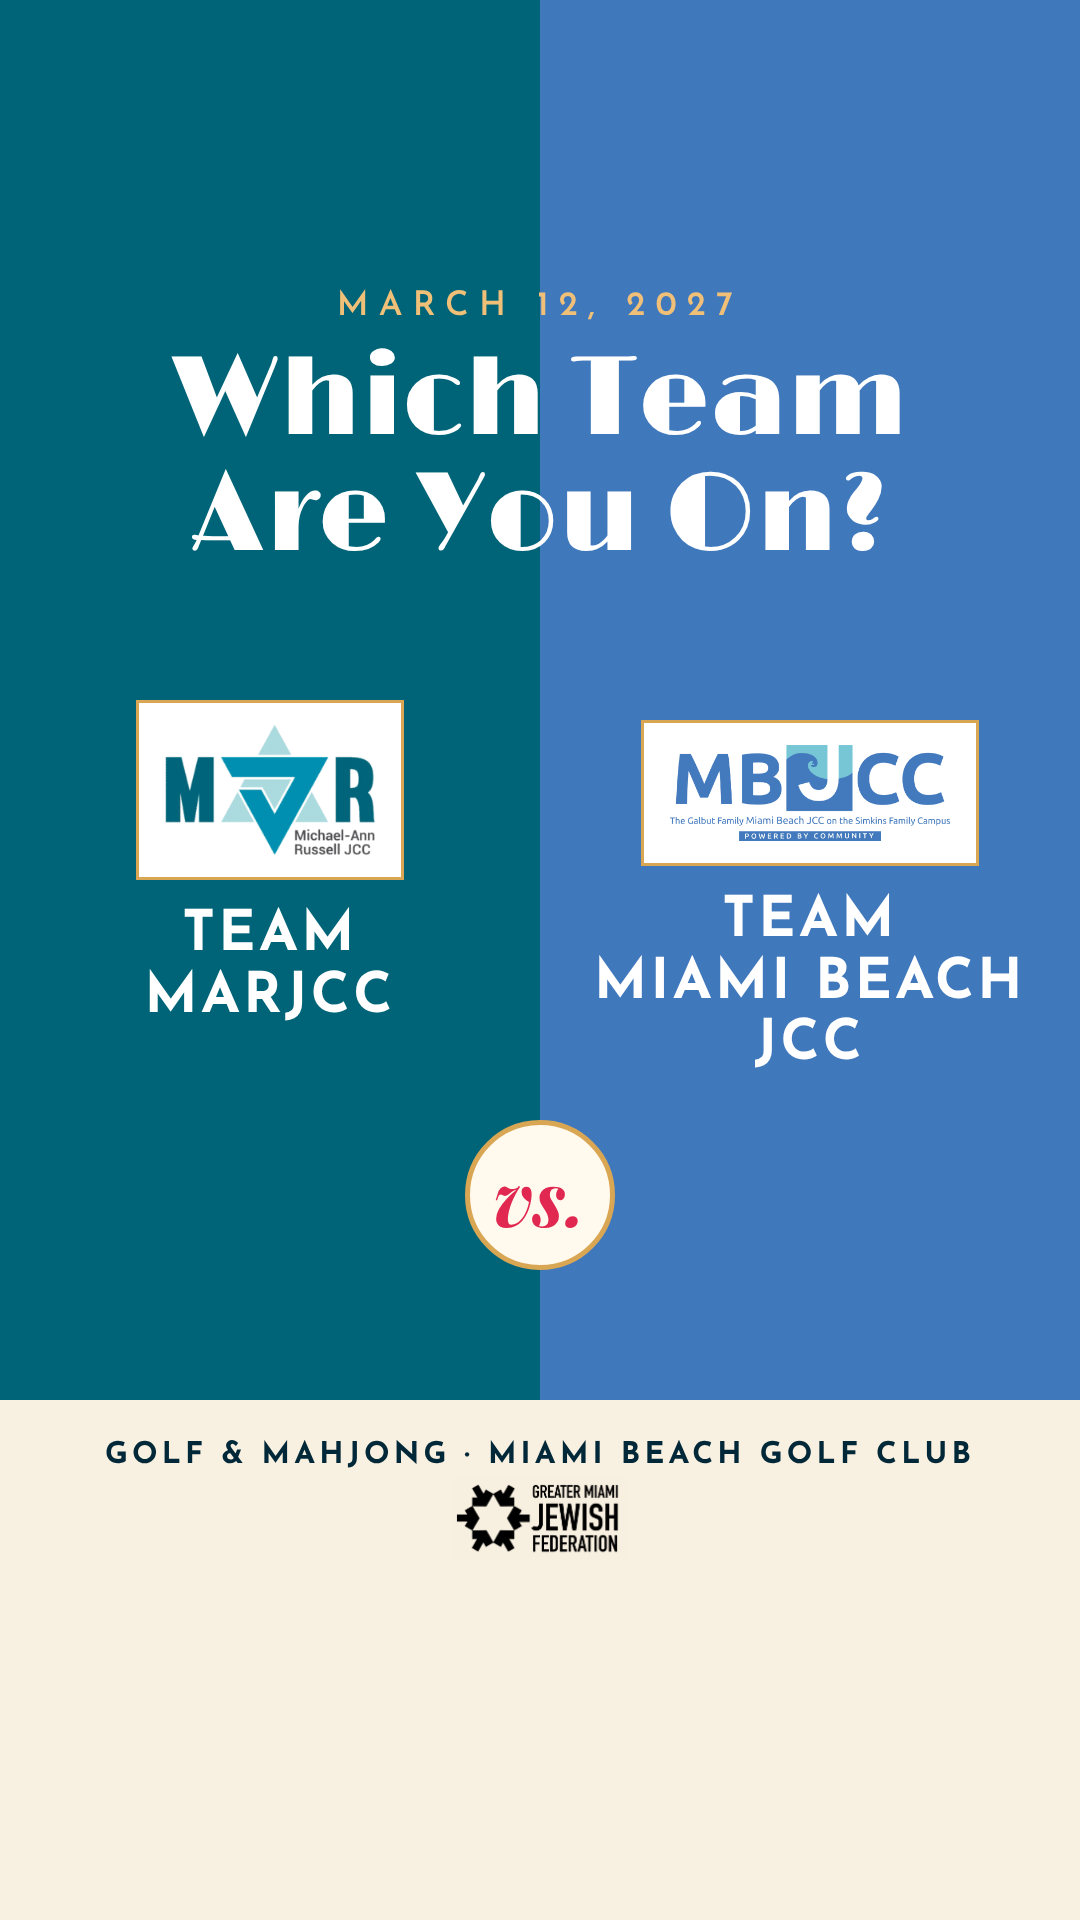 MARCH 12, 2027
Which Team
Are You On?
M R
Michael-Ann
Russell JCC
TEAM
MARJCC
MBJCC
The Galbut Family Miami Beach JCC on the Simkins Family Campus
POWERED BY COMMUNITY
TEAM
MIAMI BEACH
JCC
vs.
GOLF & MAHJONG · MIAMI BEACH GOLF CLUB
GREATER MIAMI
JEWISH
FEDERATION